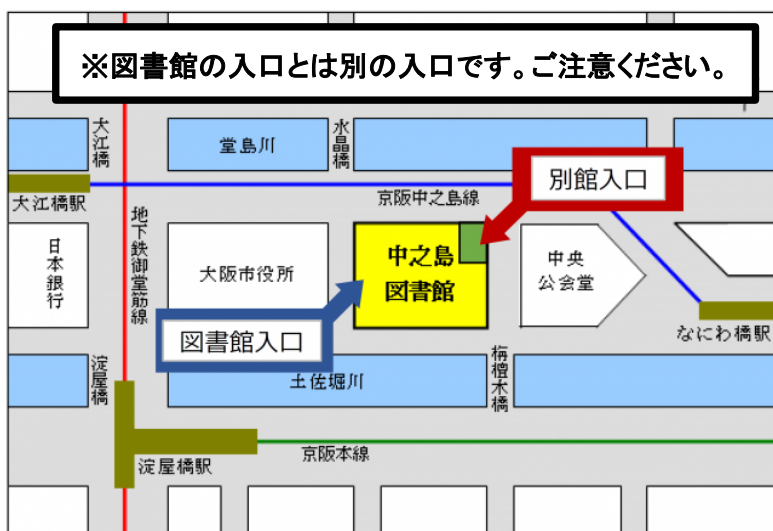 ※図書館の入口とは別の入口です。ご注意ください。
大江橋
堂島川
水晶橋
別館入口
大江橋駅
京阪中之島線
地下鉄御堂筋線
日本銀行
大阪市役所
中之島
図書館
中央
公会堂
図書館入口
なにわ橋駅
淀屋橋
土佐堀川
栴檀木橋
淀屋橋駅
京阪本線